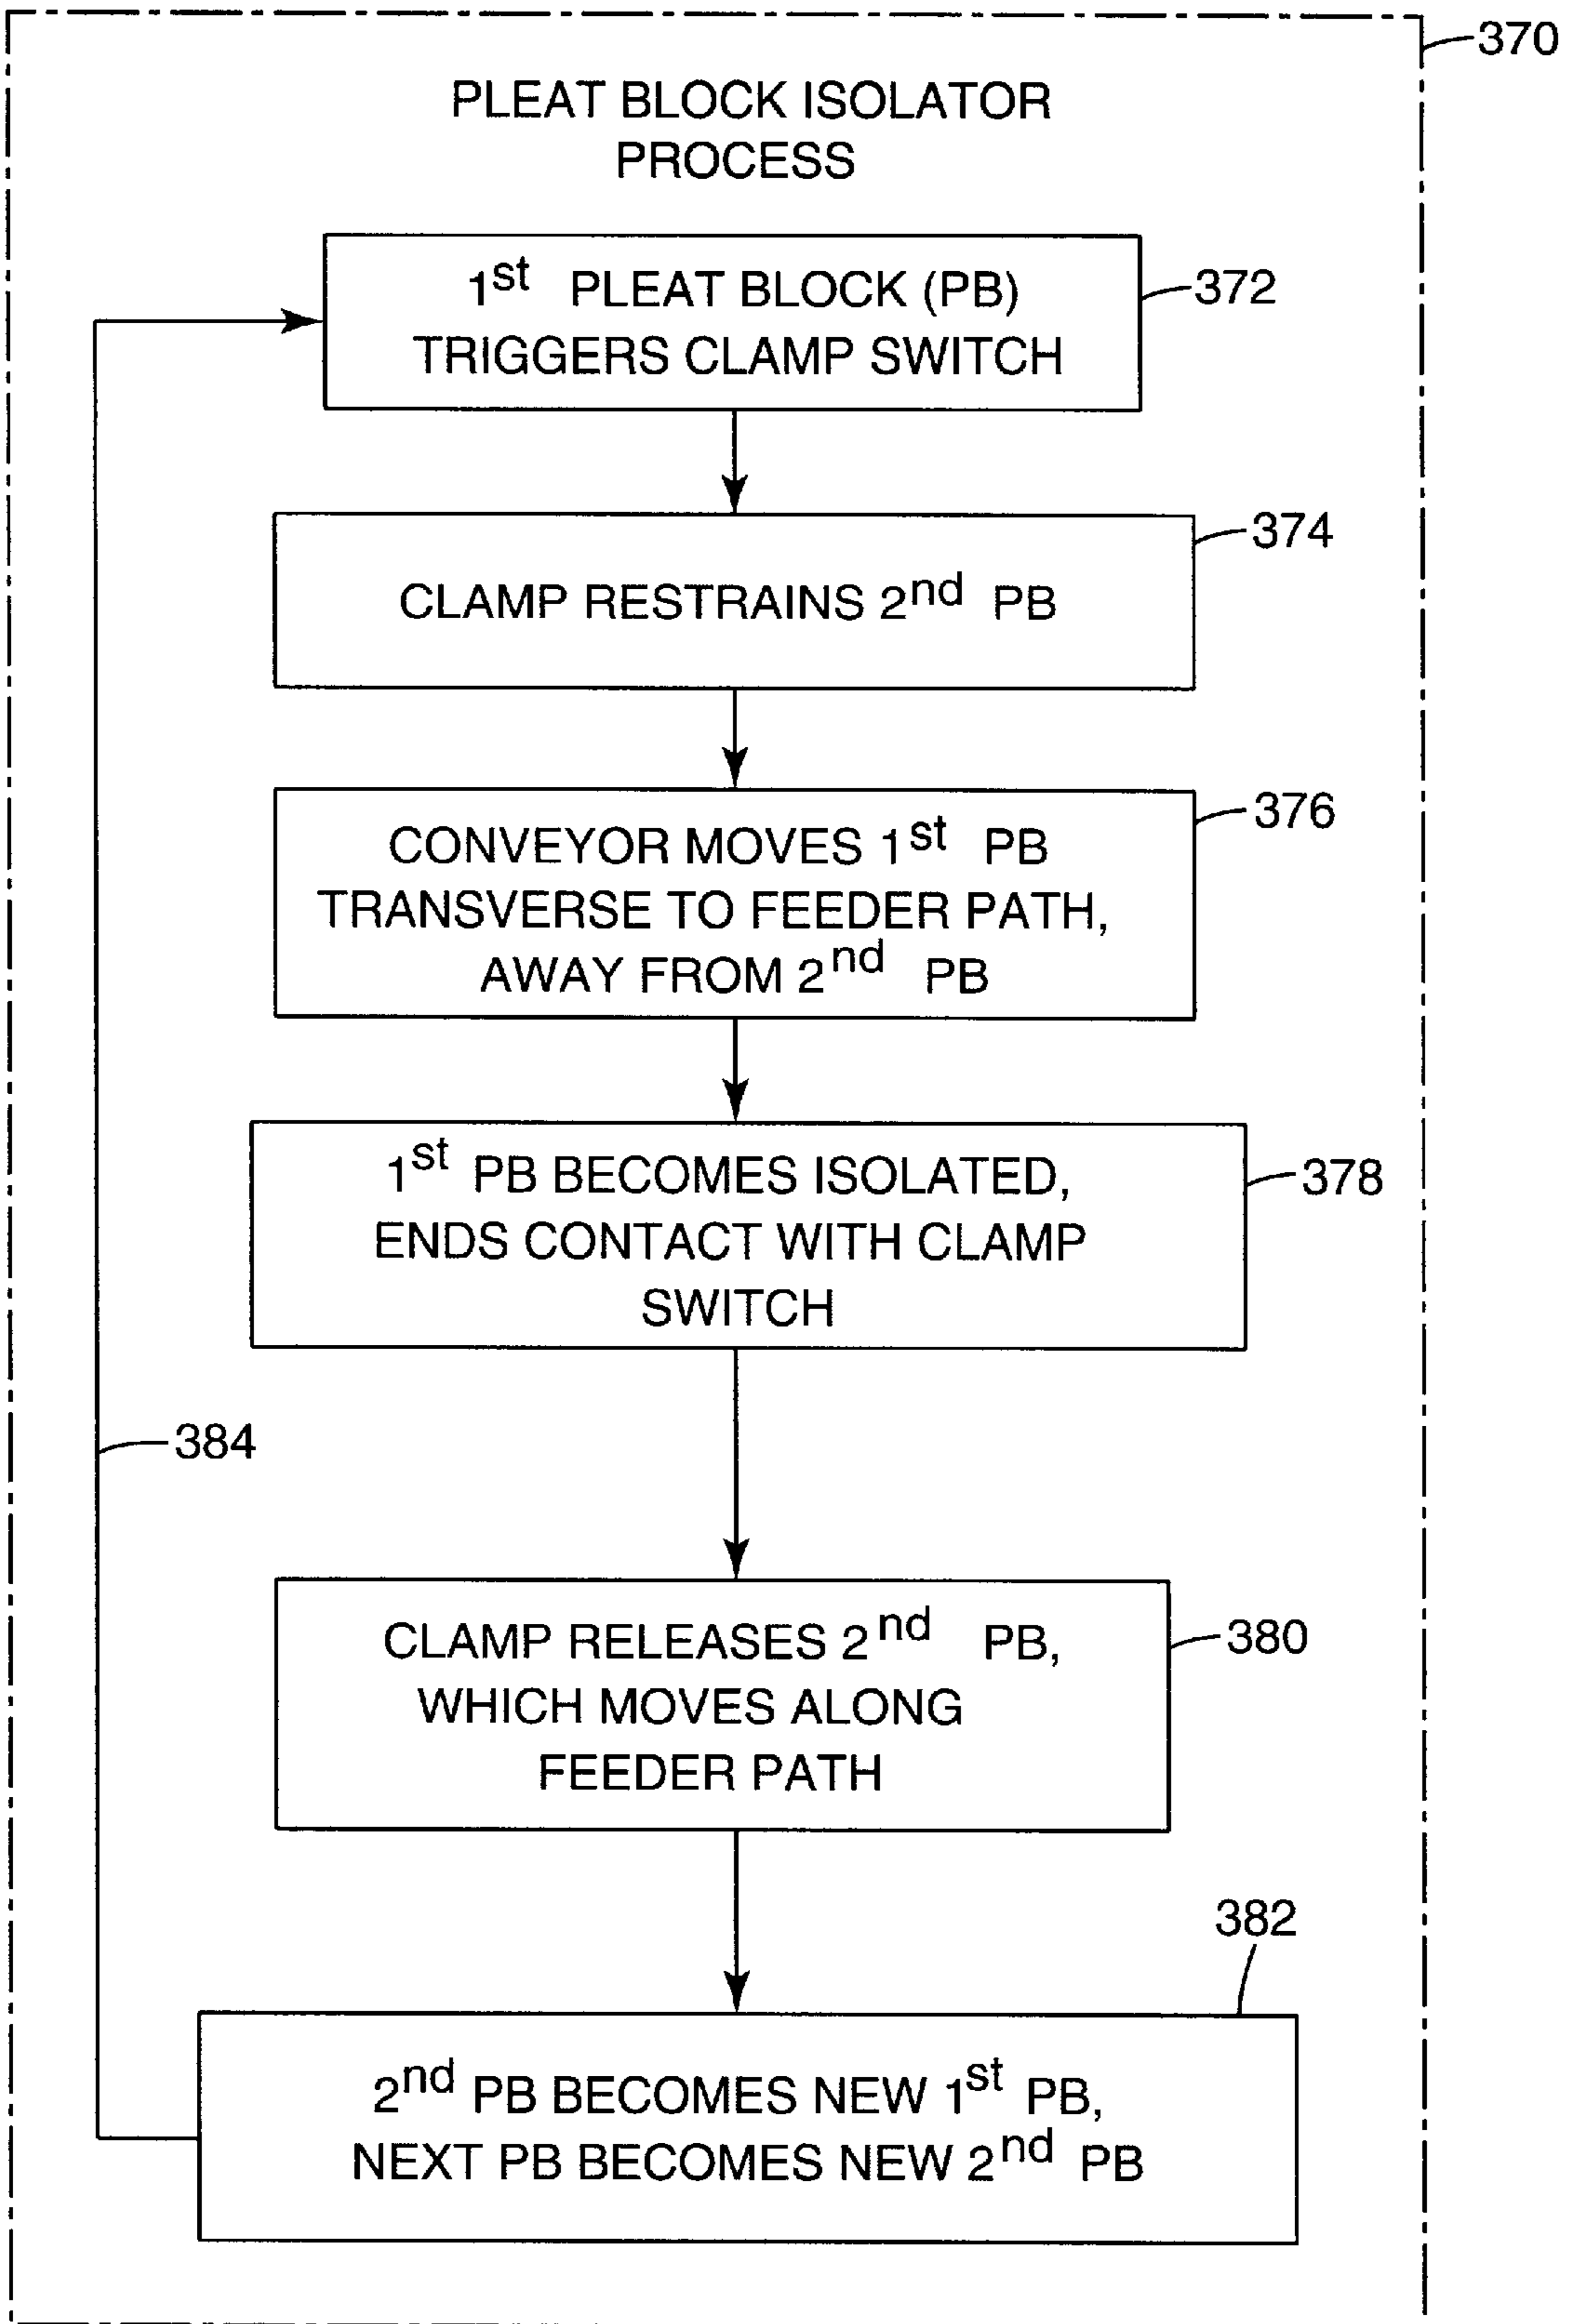 370
PLEAT BLOCK ISOLATOR
PROCESS
1st PLEAT BLOCK (PB)
TRIGGERS CLAMP SWITCH
372
374
CLAMP RESTRAINS 2nd PB
376
CONVEYOR MOVES 1st PB
TRANSVERSE TO FEEDER PATH,
AWAY FROM 2nd PB
1st PB BECOMES ISOLATED,
ENDS CONTACT WITH CLAMP
SWITCH
378
384
CLAMP RELEASES 2nd PB,
WHICH MOVES ALONG
FEEDER PATH
380
382
2nd PB BECOMES NEW 1st PB,
NEXT PB BECOMES NEW 2nd PB